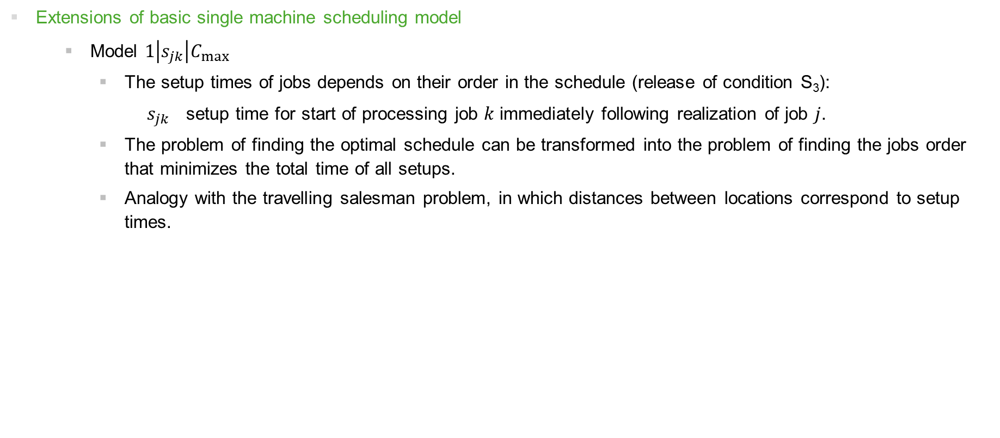 Extensions of basic single machine scheduling model
Model 1|s_{jk}|C_{max}
The setup times of jobs depends on their order in the schedule (release of condition S₃):
s_{jk} setup time for start of processing job k immediately following realization of job j.
The problem of finding the optimal schedule can be transformed into the problem of finding the jobs order
that minimizes the total time of all setups.
Analogy with the travelling salesman problem, in which distances between locations correspond to setup
times.